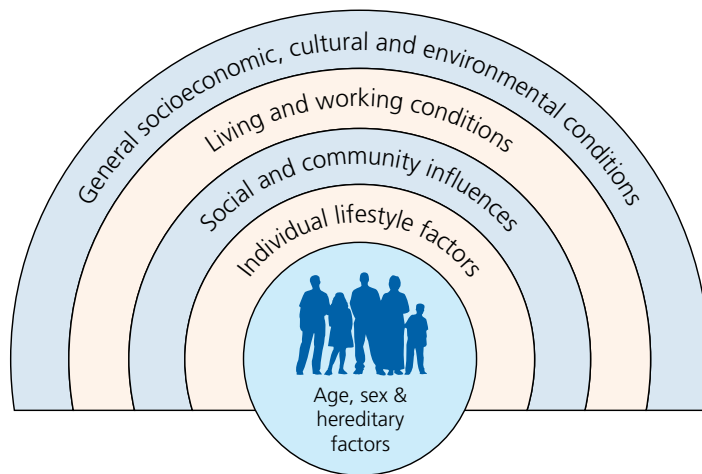 General socioeconomic, cultural and environmental conditions
Living and working conditions
Social and community influences
Individual lifestyle factors
Age, sex &
hereditary
factors